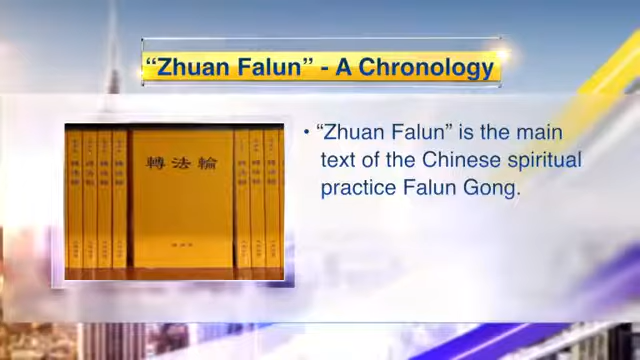 “Zhuan Falun” - A Chronology
• “Zhuan Falun” is the main
text of the Chinese spiritual
practice Falun Gong.
轉法輪